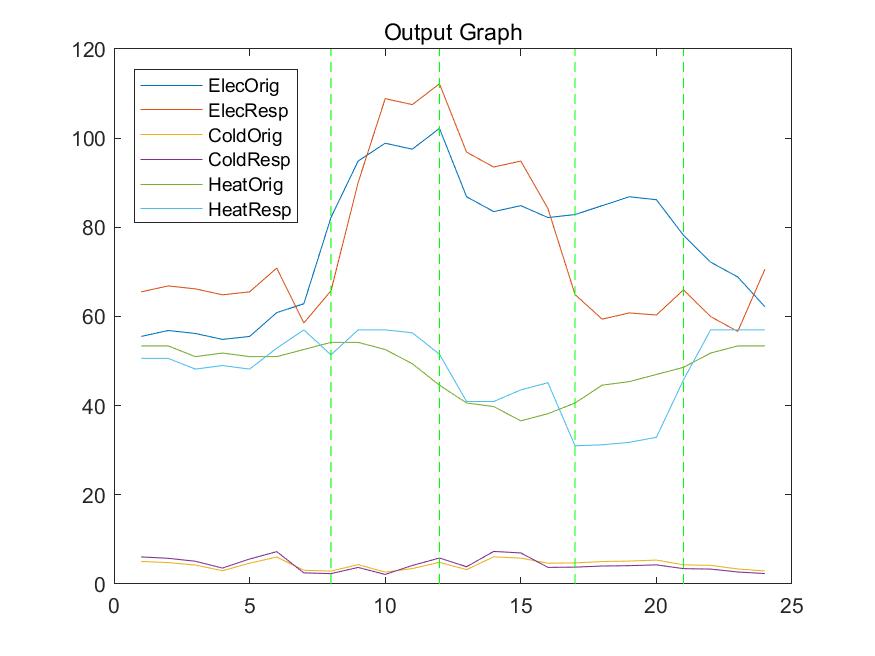 Output Graph
120
100
80
60
40
20
0
ElecOrig
ElecResp
ColdOrig
ColdResp
HeatOrig
HeatResp
0 5 10 15 20 25